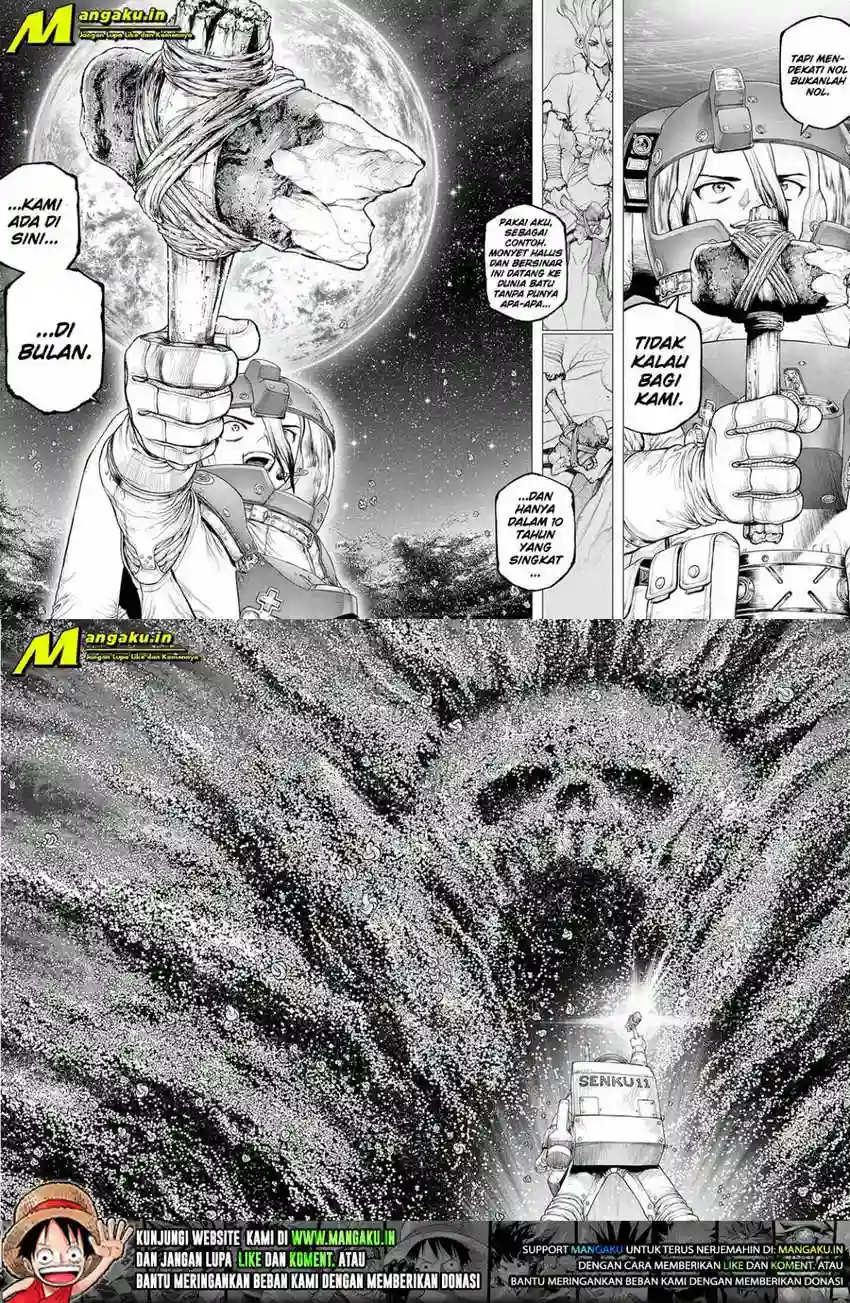 Mangaku.in
Jangan Lupa Like dan Komennya
TAPI MEN-
DEKATI NOL
BUKANLAH
NOL.
TIDAK
KALAU
BAGI
KAMI.
PAKAI AKU,
SEBAGAI
CONTOH.
MONYET HALUS
DAN BERSINAR
INI DATANG KE
DUNIA BATU
TANPA PUNYA
APA-APA...
...DAN
HANYA
DALAM 10
TAHUN
YANG
SINGKAT
...
...KAMI
ADA DI
SINI...
...DI
BULAN.
Mangaku.in
Jangan Lupa Like dan Komennya
SENKU11
KUNJUNGI WEBSITE KAMI DI WWW.MANGAKU.IN
DAN JANGAN LUPA LIKE DAN KOMENT. ATAU
BANTU MERINGANKAN BEBAN KAMI DENGAN MEMBERIKAN DONASI
SUPPORT MANGAKU UNTUK TERUS NERJEMAHIN DI: MANGAKU.IN
DENGAN CARA MEMBERIKAN LIKE DAN KOMENT. ATAU
BANTU MERINGANKAN BEBAN KAMI DENGAN MEMBERIKAN DONASI